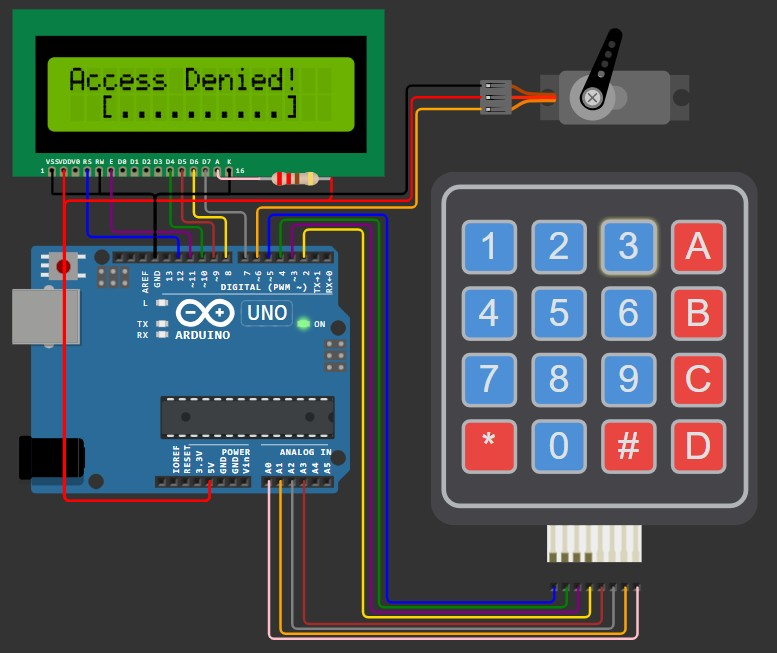 Access Denied!
[..........]
1 VSS VDD V0 RS RW E D0 D1 D2 D3 D4 D5 D6 D7 A K 16
AREF
GND
13
12
~11
~10
~9
8
7
~6
~5
4
~3
2
TX→1
RX←0
DIGITAL (PWM ~)
L
TX
RX
UNO
ON
ARDUINO
IOREF
RESET
3.3V
5V
GND
GND
Vin
POWER
ANALOG IN
A0
A1
A2
A3
A4
A5
1 2 3 A
4 5 6 B
7 8 9 C
* 0 # D